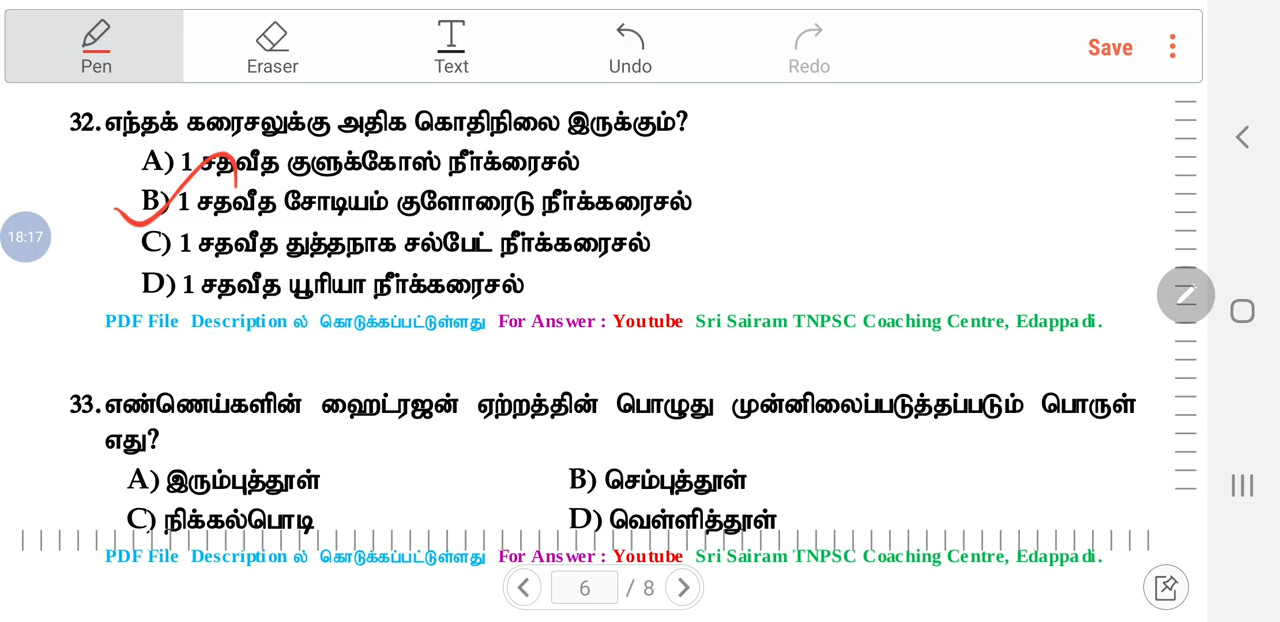 Pen Eraser Text Undo Redo Save
32. எந்தக் கரைசலுக்கு அதிக கொதிநிலை இருக்கும்?
A) 1 சதவீத குளுக்கோஸ் நீர்க்ரைசல்
18:17
B) 1 சதவீத சோடியம் குளோரைடு நீர்க்கரைசல்
C) 1 சதவீத துத்தநாக சல்பேட் நீர்க்கரைசல்
D) 1 சதவீத யூரியா நீர்க்கரைசல்
PDF File Description ல் கொடுக்கப்பட்டுள்ளது For Answer : Youtube Sri Sairam TNPSC Coaching Centre, Edappadi.
33. எண்ணெய்களின் ஹைட்ரஜன் ஏற்றத்தின் பொழுது முன்னிலைப்படுத்தப்படும் பொருள்
எது?
A) இரும்புத்தூள் B) செம்புத்தூள்
C) நிக்கல்பொடி D) வெள்ளித்தூள்
PDF File Description ல் கொடுக்கப்பட்டுள்ளது For Answer : Youtube Sri Sairam TNPSC Coaching Centre, Edappadi.
6 / 8